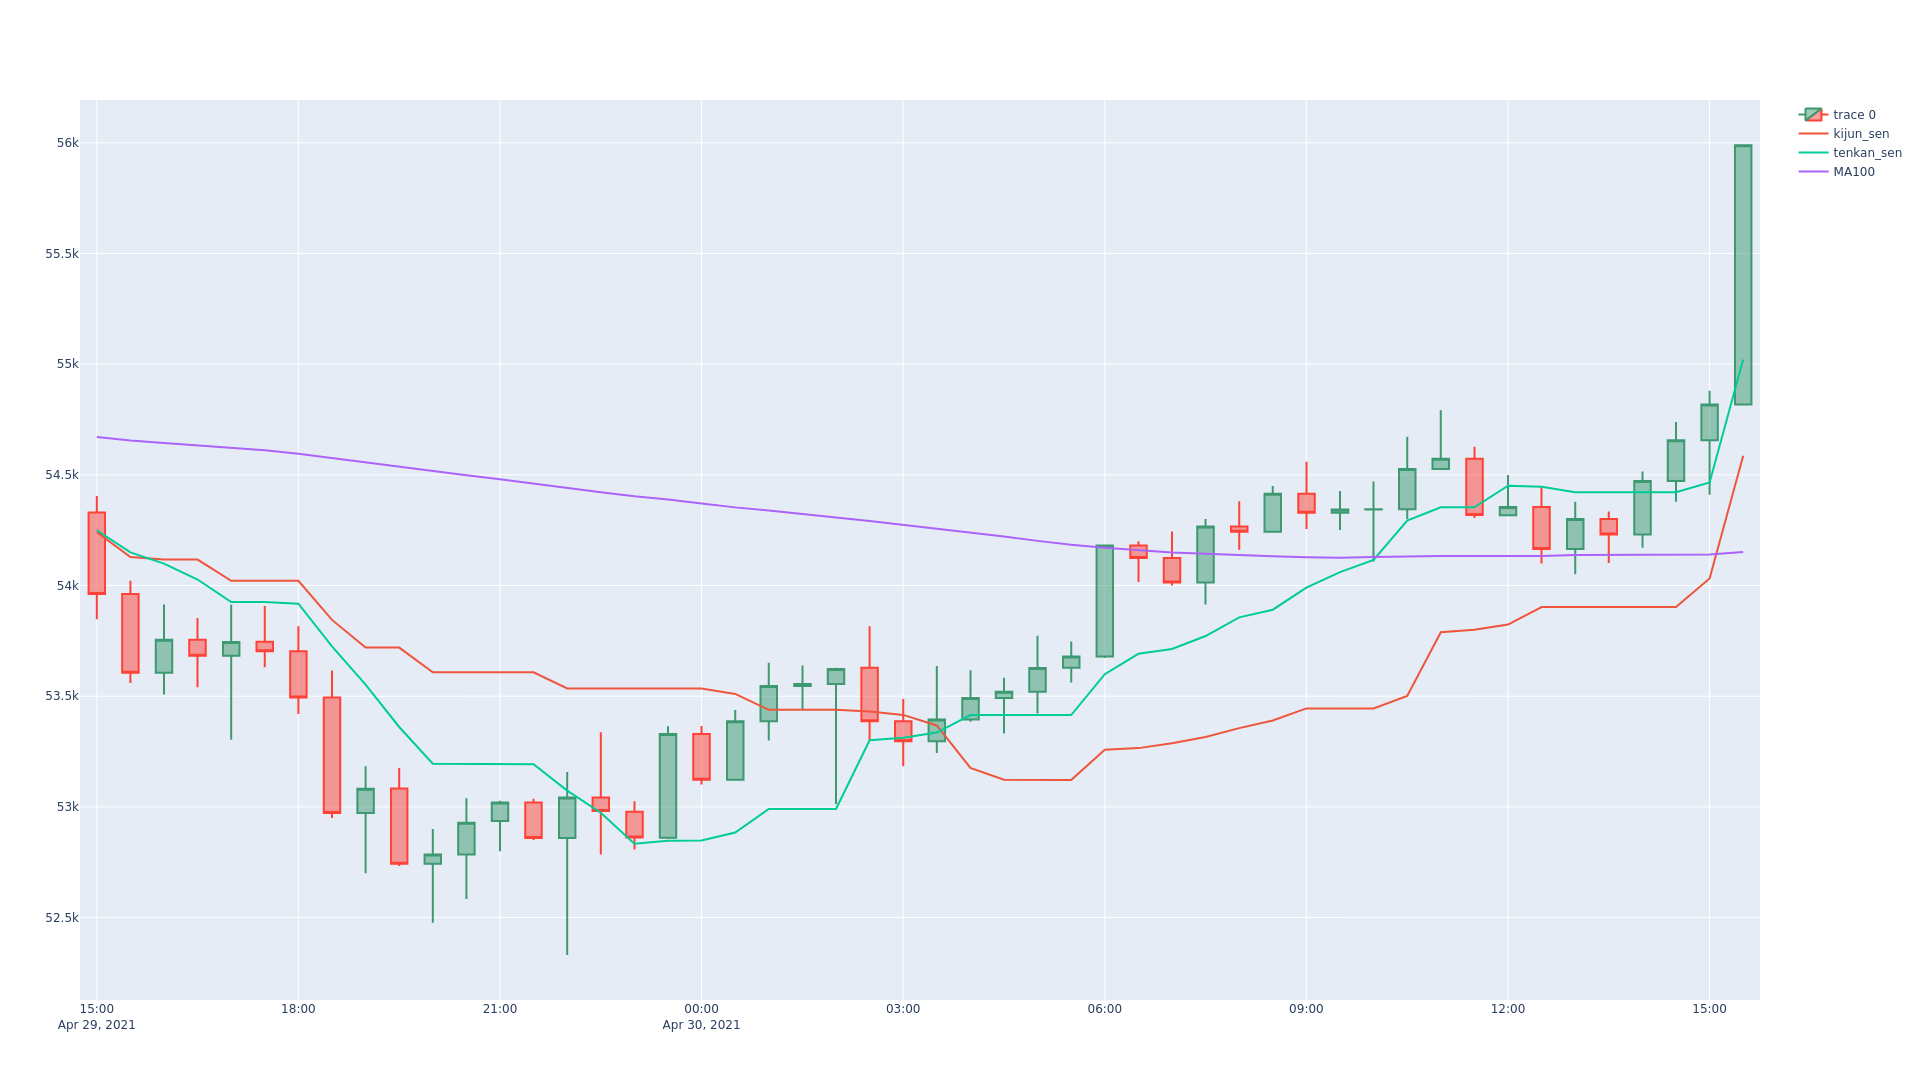 56k
55.5k
55k
54.5k
54k
53.5k
53k
52.5k
15:00 18:00 21:00 00:00 03:00 06:00 09:00 12:00 15:00
Apr 29, 2021 Apr 30, 2021
trace 0
kijun_sen
tenkan_sen
MA100